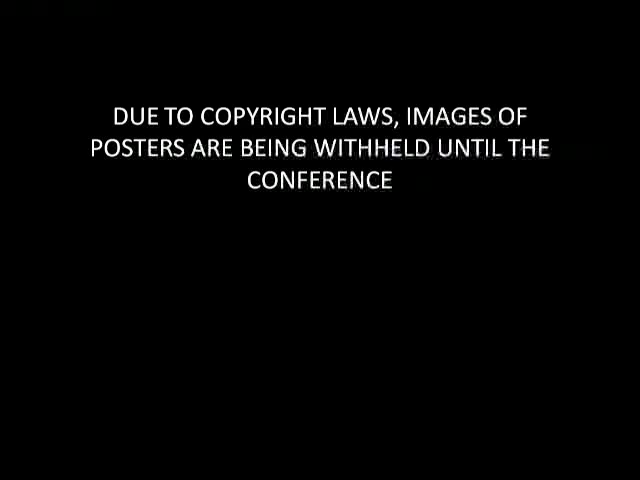 DUE TO COPYRIGHT LAWS, IMAGES OF
POSTERS ARE BEING WITHHELD UNTIL THE
CONFERENCE